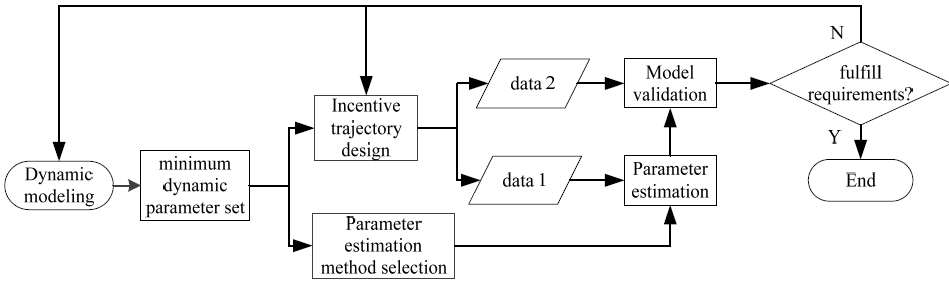 Dynamic
modeling
minimum
dynamic
parameter set
Incentive
trajectory
design
Parameter
estimation
method selection
data 2
data 1
Model
validation
Parameter
estimation
N
fulfill
requirements?
Y
End